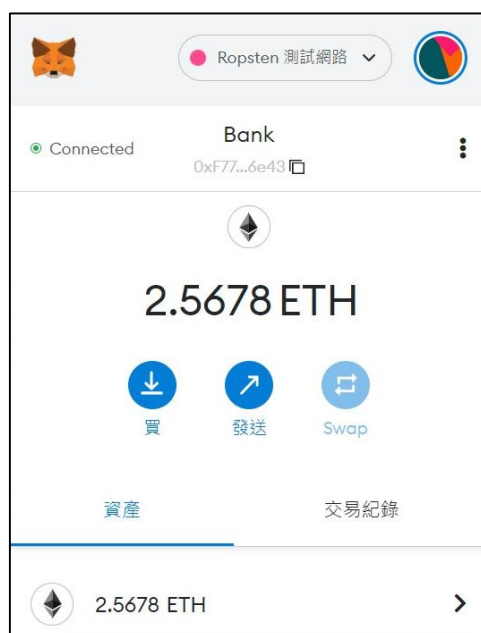 Ropsten 測試網路
Connected
Bank
0xF77...6e43
2.5678 ETH
買
發送
Swap
資產
交易紀錄
2.5678 ETH